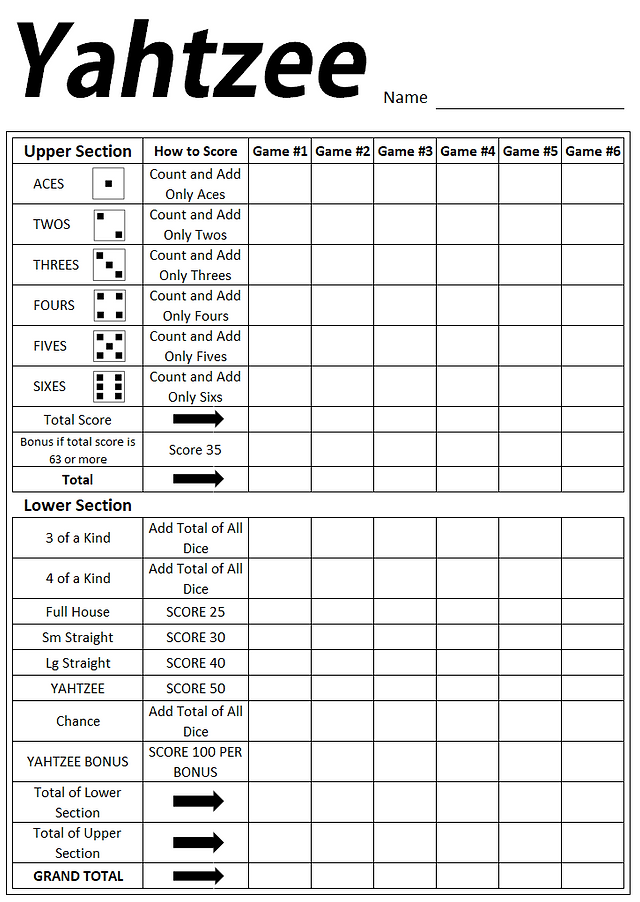 Yahtzee
Name
Upper Section How to Score Game #1 Game #2 Game #3 Game #4 Game #5 Game #6
ACES Count and Add
Only Aces
TWOS Count and Add
Only Twos
THREES Count and Add
Only Threes
FOURS Count and Add
Only Fours
FIVES Count and Add
Only Fives
SIXES Count and Add
Only Sixs
Total Score
Bonus if total score is
63 or more
Score 35
Total
Lower Section
3 of a Kind Add Total of All
Dice
4 of a Kind Add Total of All
Dice
Full House SCORE 25
Sm Straight SCORE 30
Lg Straight SCORE 40
YAHTZEE SCORE 50
Chance Add Total of All
Dice
YAHTZEE BONUS SCORE 100 PER
BONUS
Total of Lower
Section
Total of Upper
Section
GRAND TOTAL